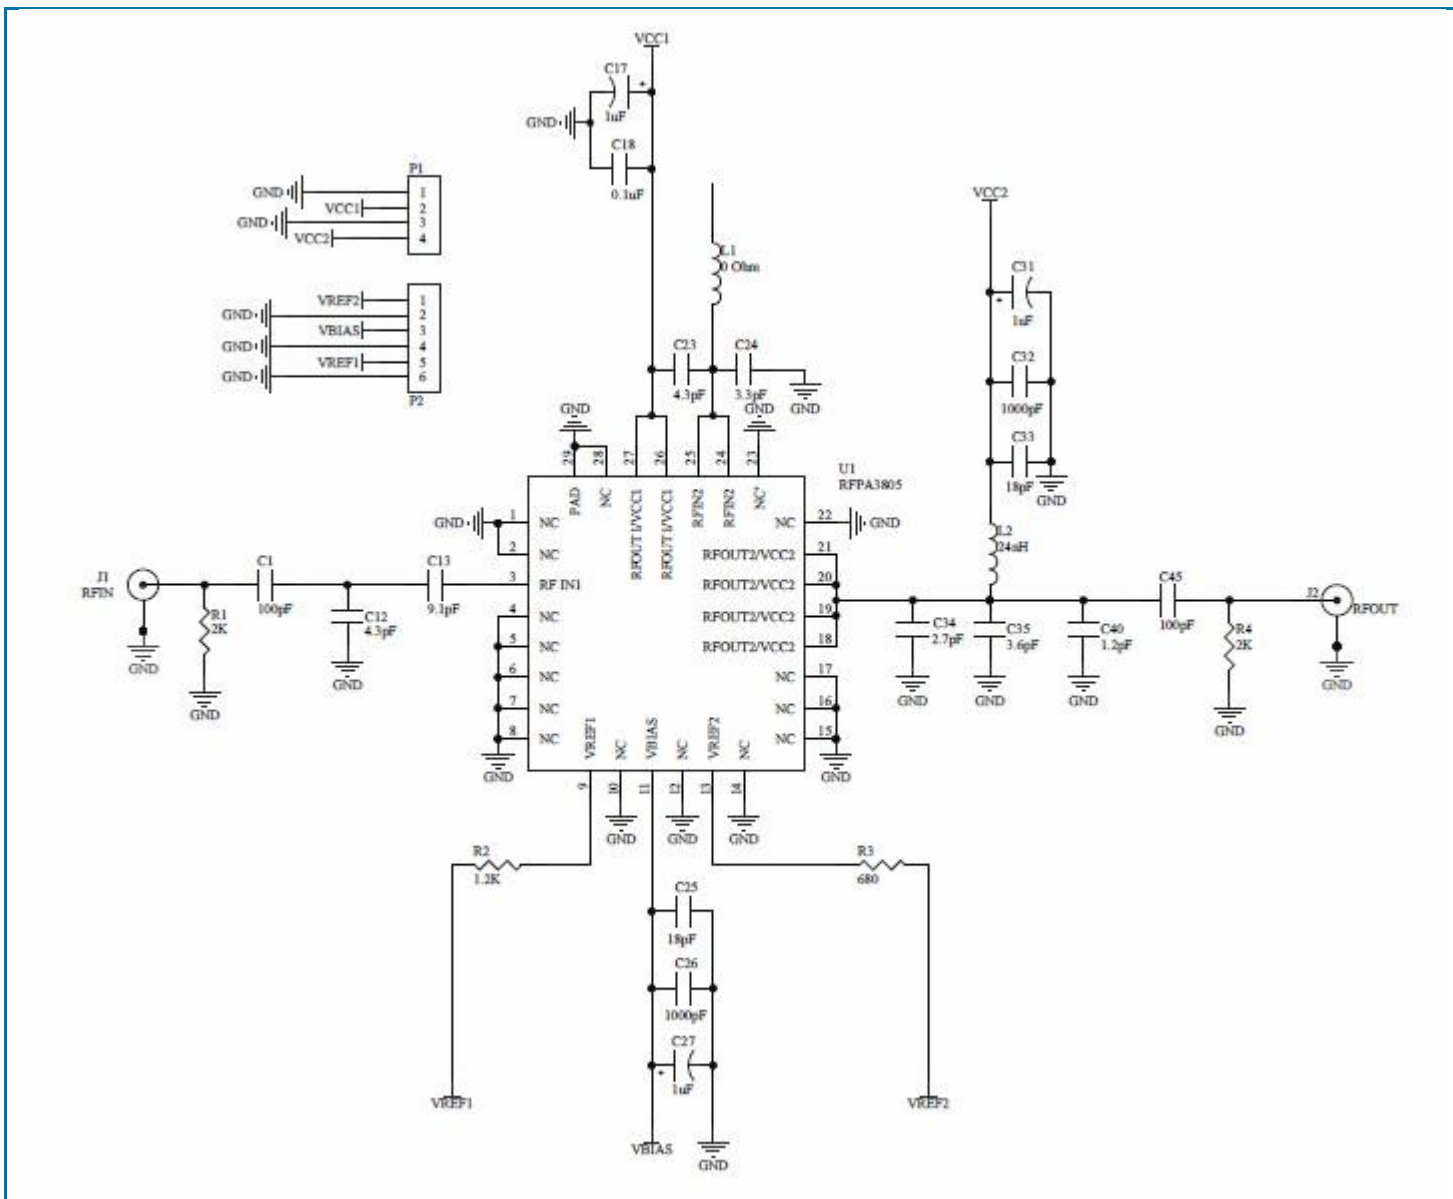 VCC1
C17
+
1uF
GND
C18
0.1uF
P1
GND
1
VCC1
2
GND
3
VCC2
4
VREF2
1
GND
2
VBIAS
3
GND
4
VREF1
5
GND
6
P2
L1
0 Ohm
C23
4.3pF
C24
3.3pF
GND
VCC2
C31
+
1uF
C32
1000pF
C33
18pF
GND
L2
24nH
GND
GND
29
28
27
26
25
24
23
PAD
NC
RFOUT1/VCC1
RFOUT1/VCC1
RFIN2
RFIN2
NC'
U1
RFPA3805
GND
1
NC
2
NC
3
RF IN1
4
NC
5
NC
6
NC
7
NC
8
NC
GND
NC
22
GND
RFOUT2/VCC2
21
RFOUT2/VCC2
20
RFOUT2/VCC2
19
RFOUT2/VCC2
18
NC
17
NC
16
NC
15
GND
J1
RFIN
GND
R1
2K
GND
C1
100pF
C12
4.3pF
GND
C13
9.1pF
C34
2.7pF
GND
C35
3.6pF
GND
C40
1.2pF
GND
C45
100pF
R4
2K
GND
J2
RFOUT
GND
VREF1
NC
VBIAS
NC
VREF2
NC
9
10
11
12
13
14
GND
GND
GND
R2
1.2K
R3
680
C25
18pF
C26
1000pF
C27
+
1uF
VREF1
VREF2
VBIAS
GND